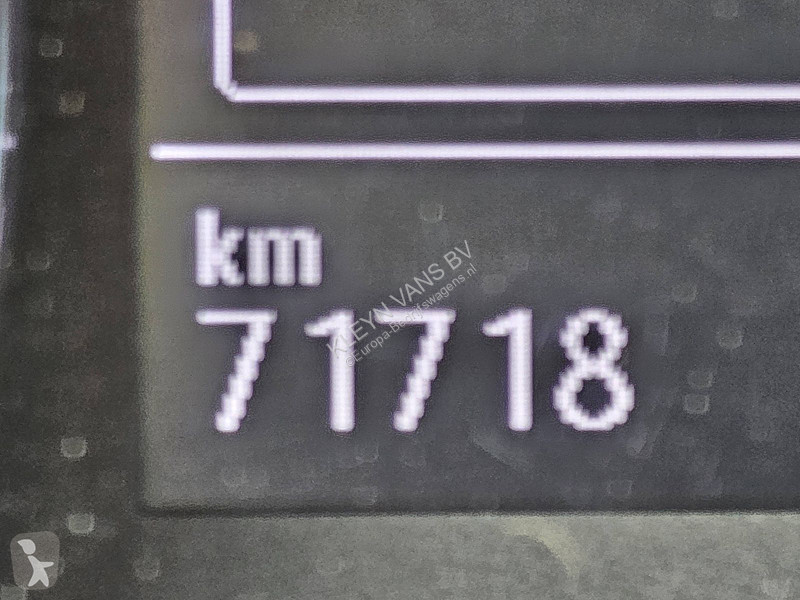 km
71718
KLEYN VANS BV
©Europa-Bedrijfswagens.nl